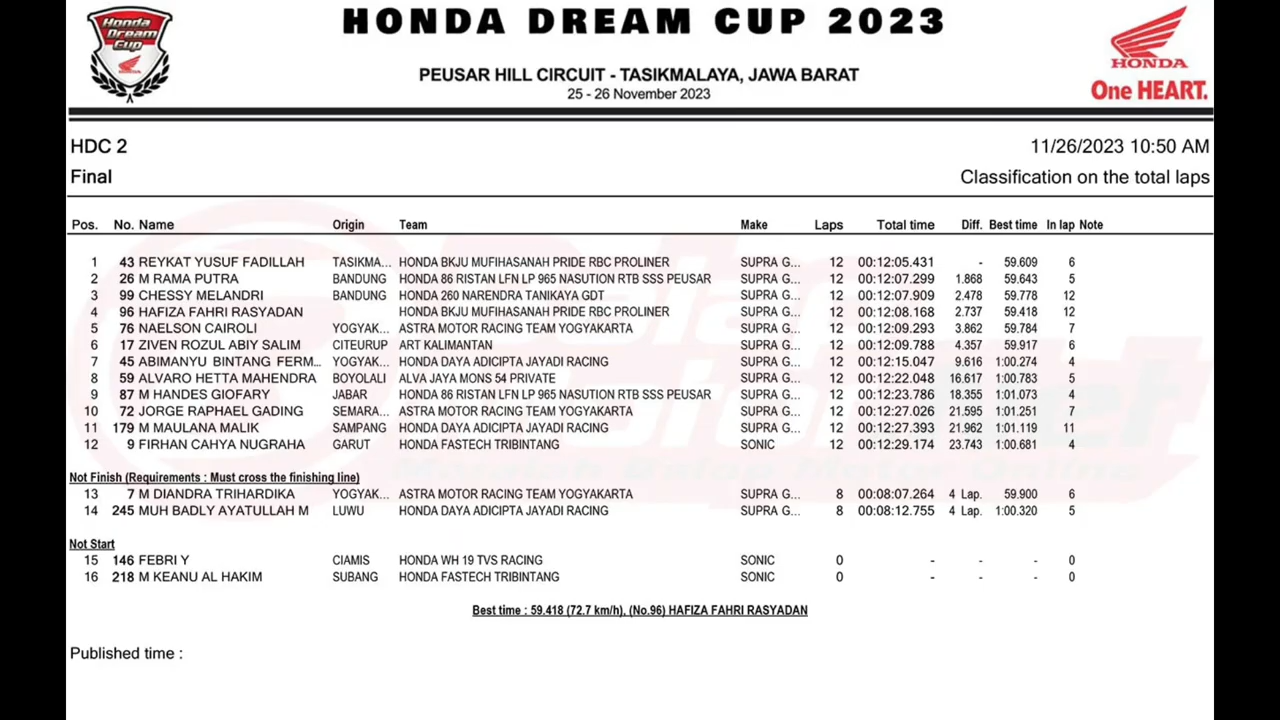 Honda
Dream
Cup
HONDA DREAM CUP 2023
HONDA
One HEART.
PEUSAR HILL CIRCUIT - TASIKMALAYA, JAWA BARAT
25 - 26 November 2023
HDC 2 11/26/2023 10:50 AM
Final Classification on the total laps
Pos. No. Name Origin Team Make Laps Total time Diff. Best time In lap Note
1 43 REYKAT YUSUF FADILLAH TASIKMA... HONDA BKJU MUFIHASANAH PRIDE RBC PROLINER SUPRA G... 12 00:12:05.431 - 59.609 6
2 26 M RAMA PUTRA BANDUNG HONDA 86 RISTAN LFN LP 965 NASUTION RTB SSS PEUSAR SUPRA G... 12 00:12:07.299 1.868 59.643 5
3 99 CHESSY MELANDRI BANDUNG HONDA 260 NARENDRA TANIKAYA GDT SUPRA G... 12 00:12:07.909 2.478 59.778 12
4 96 HAFIZA FAHRI RASYADAN HONDA BKJU MUFIHASANAH PRIDE RBC PROLINER SUPRA G... 12 00:12:08.168 2.737 59.418 12
5 76 NAELSON CAIROLI YOGYAK... ASTRA MOTOR RACING TEAM YOGYAKARTA SUPRA G... 12 00:12:09.293 3.862 59.784 7
6 17 ZIVEN ROZUL ABIY SALIM CITEURUP ART KALIMANTAN SUPRA G... 12 00:12:09.788 4.357 59.917 6
7 45 ABIMANYU BINTANG FERM... YOGYAK... HONDA DAYA ADICIPTA JAYADI RACING SUPRA G... 12 00:12:15.047 9.616 1:00.274 4
8 59 ALVARO HETTA MAHENDRA BOYOLALI ALVA JAYA MONS 54 PRIVATE SUPRA G... 12 00:12:22.048 16.617 1:00.783 5
9 87 M HANDES GIOFARY JABAR HONDA 86 RISTAN LFN LP 965 NASUTION RTB SSS PEUSAR SUPRA G... 12 00:12:23.786 18.355 1:01.073 4
10 72 JORGE RAPHAEL GADING SEMARA... ASTRA MOTOR RACING TEAM YOGYAKARTA SUPRA G... 12 00:12:27.026 21.595 1:01.251 7
11 179 M MAULANA MALIK SAMPANG HONDA DAYA ADICIPTA JAYADI RACING SUPRA G... 12 00:12:27.393 21.962 1:01.119 11
12 9 FIRHAN CAHYA NUGRAHA GARUT HONDA FASTECH TRIBINTANG SONIC 12 00:12:29.174 23.743 1:00.681 4
Not Finish (Requirements : Must cross the finishing line)
13 7 M DIANDRA TRIHARDIKA YOGYAK... ASTRA MOTOR RACING TEAM YOGYAKARTA SUPRA G... 8 00:08:07.264 4 Lap. 59.900 6
14 245 MUH BADLY AYATULLAH M LUWU HONDA DAYA ADICIPTA JAYADI RACING SUPRA G... 8 00:08:12.755 4 Lap. 1:00.320 5
Not Start
15 146 FEBRI Y CIAMIS HONDA WH 19 TVS RACING SONIC 0 - - - 0
16 218 M KEANU AL HAKIM SUBANG HONDA FASTECH TRIBINTANG SONIC 0 - - - 0
Best time : 59.418 (72.7 km/h), (No.96) HAFIZA FAHRI RASYADAN
Published time :